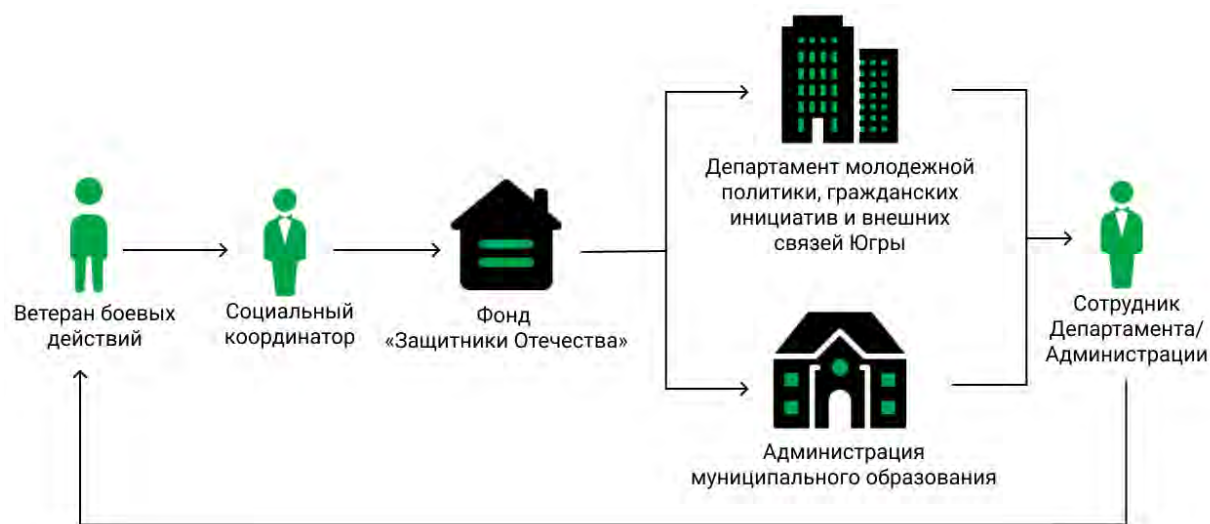 Ветеран боевых
действий
Социальный
координатор
Фонд
«Защитники Отечества»
Департамент молодежной
политики, гражданских
инициатив и внешних
связей Югры
Администрация
муниципального образования
Сотрудник
Департамента/
Администрации